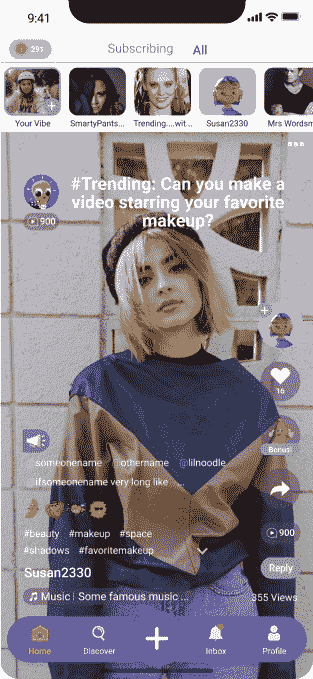 9:41
291
Subscribing All
Your Vibe SmartyPants... Trending....wit... Susan2330 Mrs Wordsm
#Trending: Can you make a
video starring your favorite
makeup?
900
16
Bonus!
someonename othername @lilnoodle
ifsomeonename very long like
900
#beauty #makeup #space
#shadows #favoritemakeup
Reply
Susan2330
Music | Some famous music ...
355 Views
Home Discover Inbox Profile